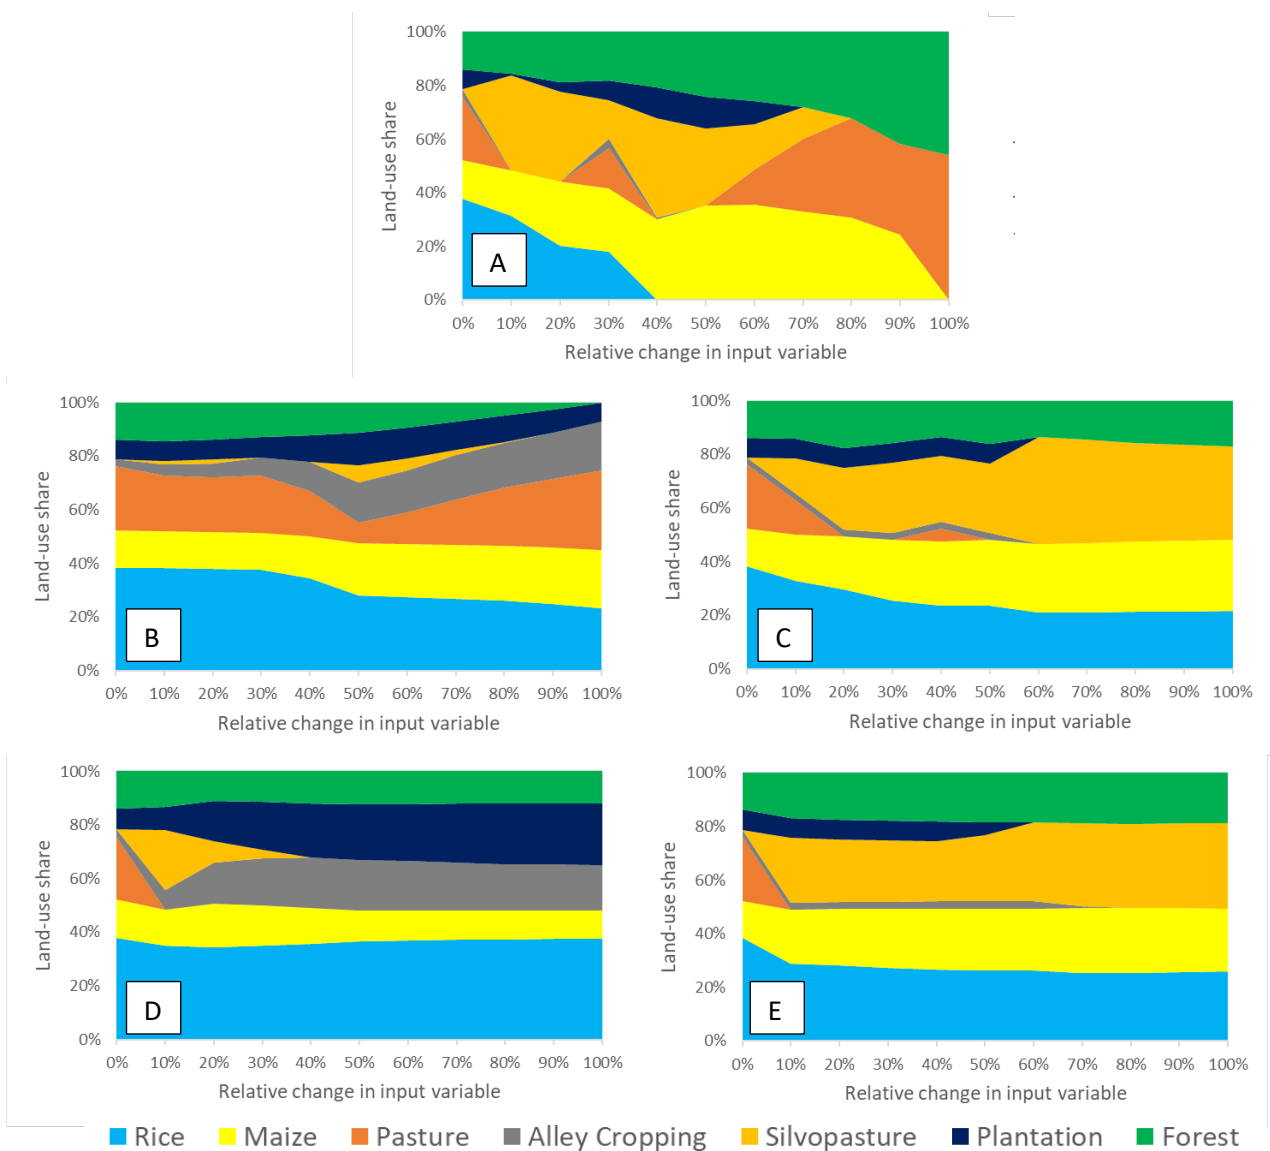 100%
80%
60%
40%
20%
0%
Land-use share
A
0% 10% 20% 30% 40% 50% 60% 70% 80% 90% 100%
Relative change in input variable
100%
80%
60%
40%
20%
0%
Land-use share
B
0% 10% 20% 30% 40% 50% 60% 70% 80% 90% 100%
Relative change in input variable
100%
80%
60%
40%
20%
0%
Land-use share
C
0% 10% 20% 30% 40% 50% 60% 70% 80% 90% 100%
Relative change in input variable
100%
80%
60%
40%
20%
0%
Land-use share
D
0% 10% 20% 30% 40% 50% 60% 70% 80% 90% 100%
Relative change in input variable
100%
80%
60%
40%
20%
0%
Land-use share
E
0% 10% 20% 30% 40% 50% 60% 70% 80% 90% 100%
Relative change in input variable
Rice Maize Pasture Alley Cropping Silvopasture Plantation Forest